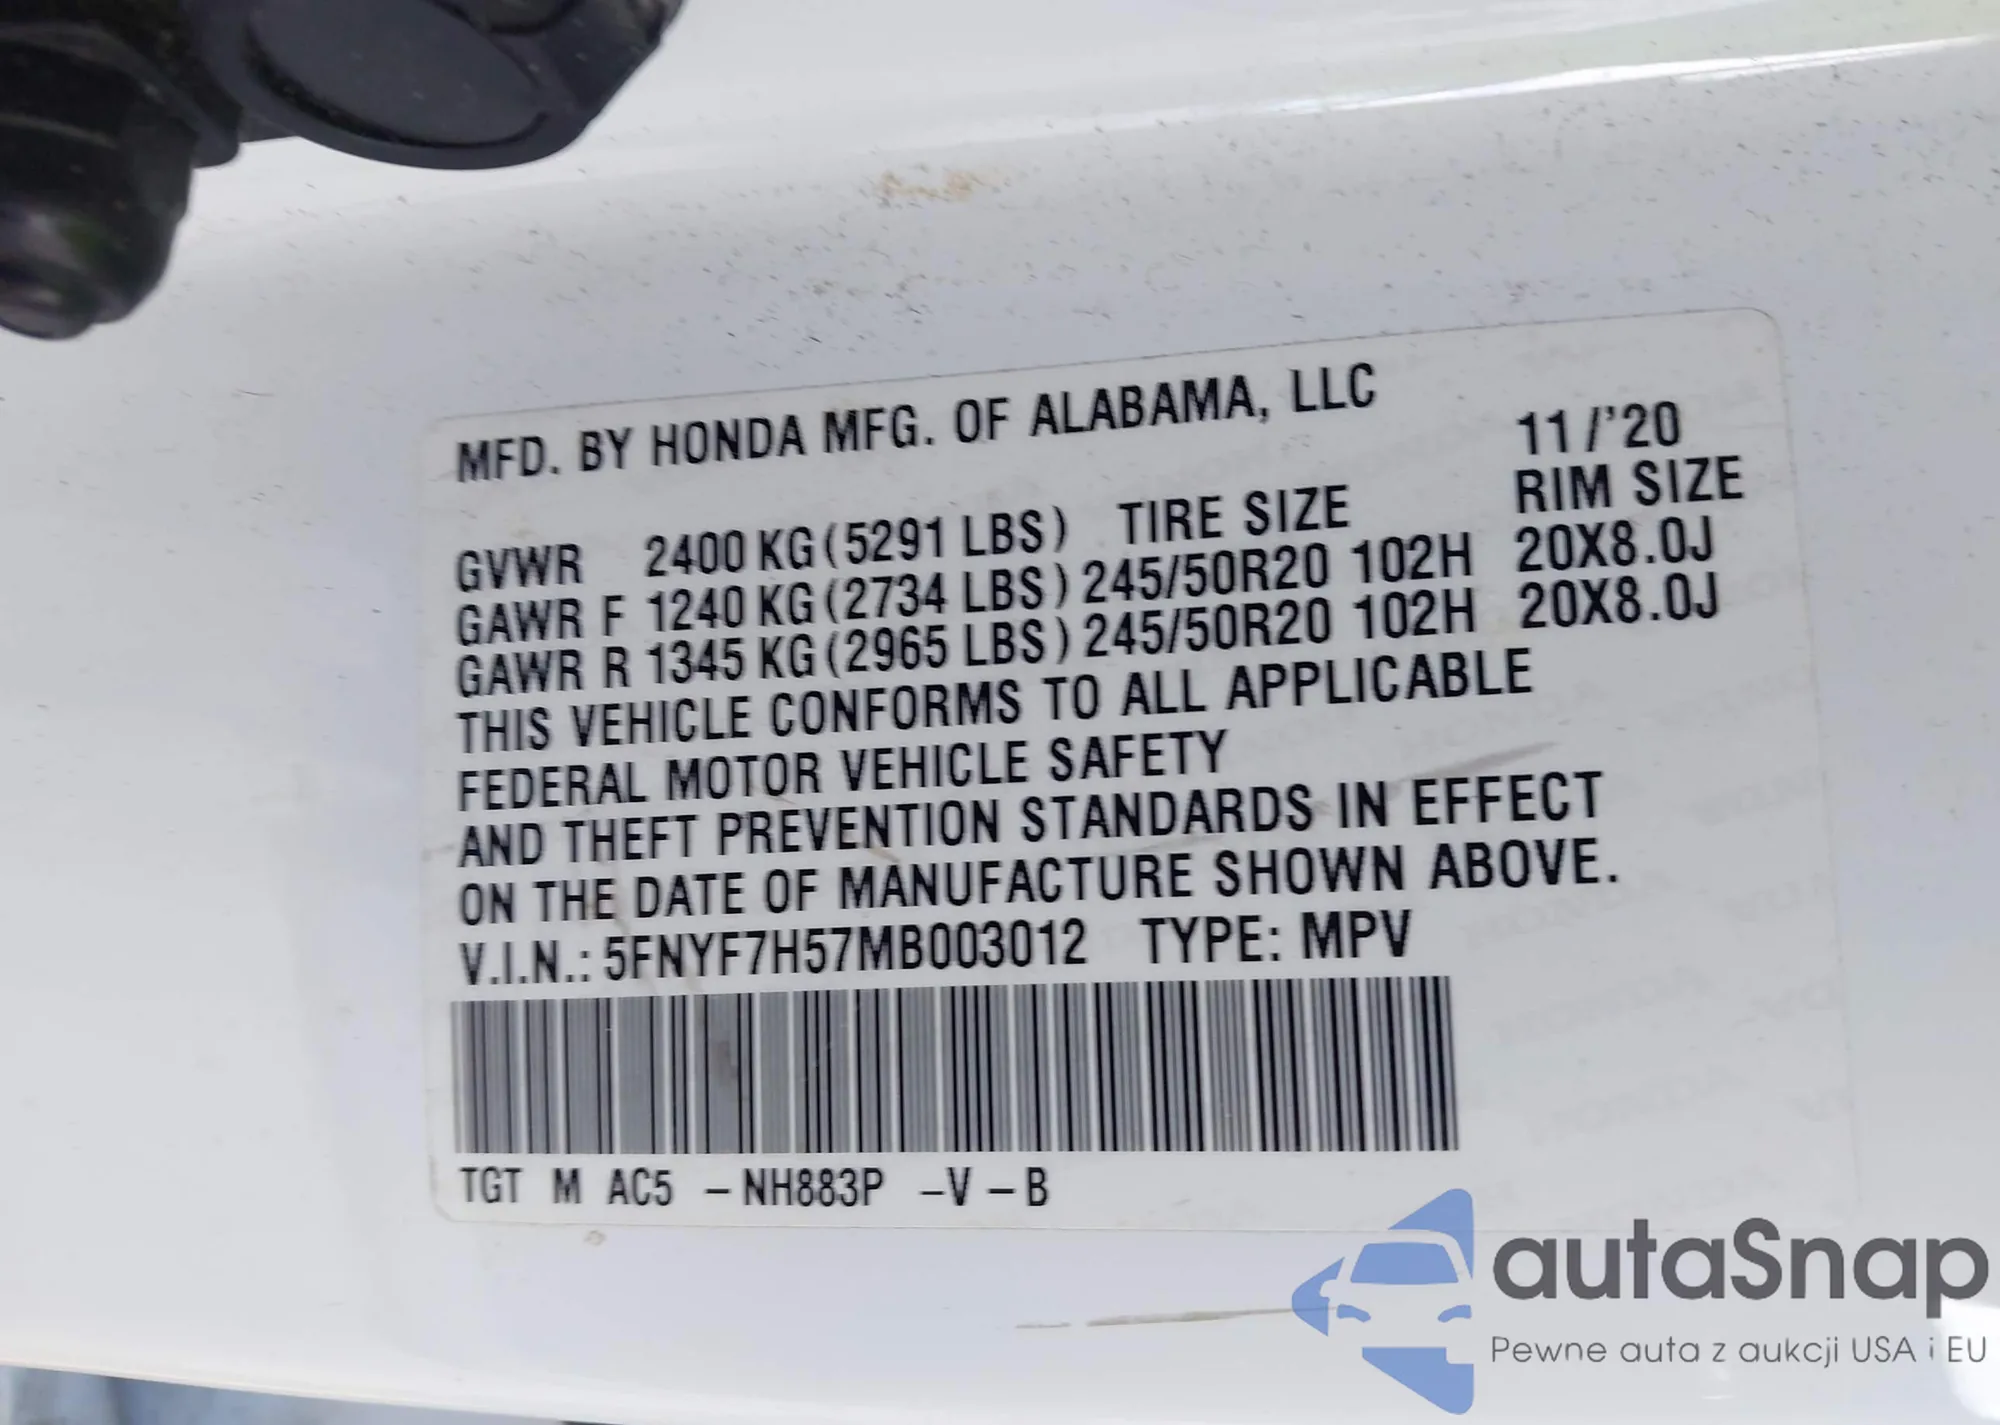 MFD. BY HONDA MFG. OF ALABAMA, LLC 11/'20
RIM SIZE
GVWR 2400 KG (5291 LBS) TIRE SIZE
GAWR F 1240 KG (2734 LBS) 245/50R20 102H 20X8.0J
GAWR R 1345 KG (2965 LBS) 245/50R20 102H 20X8.0J
THIS VEHICLE CONFORMS TO ALL APPLICABLE
FEDERAL MOTOR VEHICLE SAFETY
AND THEFT PREVENTION STANDARDS IN EFFECT
ON THE DATE OF MANUFACTURE SHOWN ABOVE.
V.I.N.: 5FNYF7H57MB003012 TYPE: MPV
TGT M AC5 – NH883P –V – B
autaSnap
Pewne auta z aukcji USA i EU